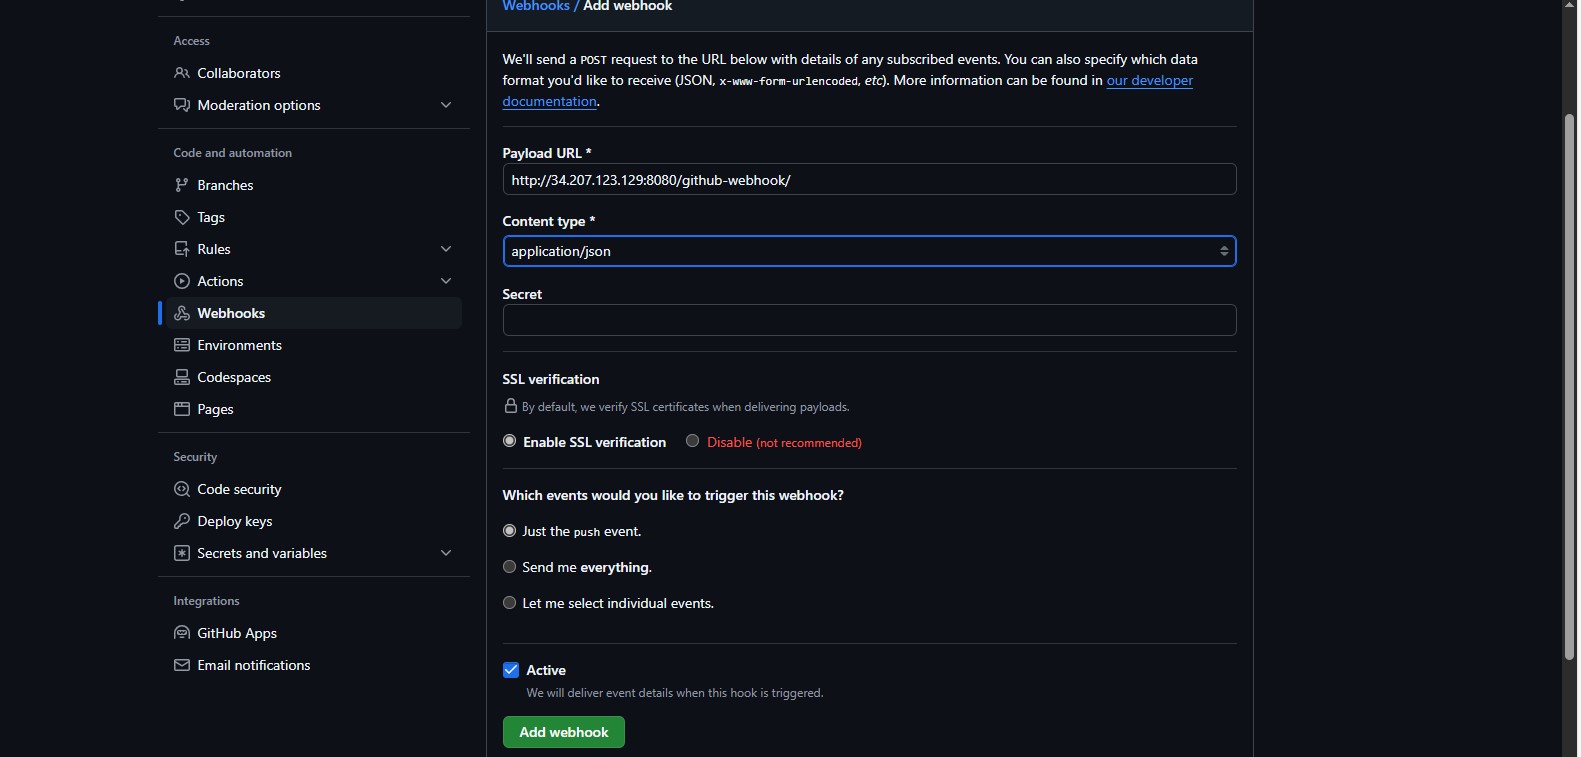 Webhooks / Add webhook
Access
Collaborators
Moderation options
Code and automation
Branches
Tags
Rules
Actions
Webhooks
Environments
Codespaces
Pages
Security
Code security
Deploy keys
Secrets and variables
Integrations
GitHub Apps
Email notifications
We'll send a POST request to the URL below with details of any subscribed events. You can also specify which data
format you'd like to receive (JSON, x-www-form-urlencoded, etc). More information can be found in our developer
documentation.
Payload URL *
http://34.207.123.129:8080/github-webhook/
Content type *
application/json
Secret
SSL verification
By default, we verify SSL certificates when delivering payloads.
Enable SSL verification Disable (not recommended)
Which events would you like to trigger this webhook?
Just the push event.
Send me everything.
Let me select individual events.
Active
We will deliver event details when this hook is triggered.
Add webhook